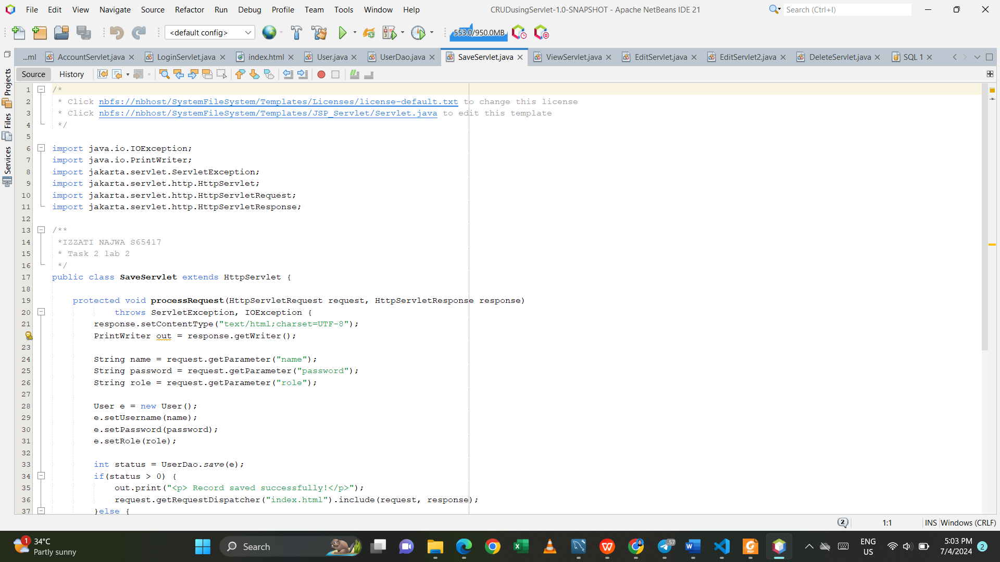 File Edit View Navigate Source Refactor Run Debug Profile Team Tools Window Help CRUDusingServlet-1.0-SNAPSHOT - Apache NetBeans IDE 21 Search (Ctrl+I)
<default config> 553.0/950.0MB
...ml AccountServlet.java LoginServlet.java index.html User.java UserDao.java SaveServlet.java ViewServlet.java EditServlet.java EditServlet2.java DeleteServlet.java SQL 1
Source History
Projects
Files
Services
1 /*
2 * Click nbfs://nbhost/SystemFileSystem/Templates/Licenses/license-default.txt to change this license
3 * Click nbfs://nbhost/SystemFileSystem/Templates/JSP_Servlet/Servlet.java to edit this template
4 */
5
6 import java.io.IOException;
7 import java.io.PrintWriter;
8 import jakarta.servlet.ServletException;
9 import jakarta.servlet.http.HttpServlet;
10 import jakarta.servlet.http.HttpServletRequest;
11 import jakarta.servlet.http.HttpServletResponse;
12
13 /**
14 *IZZATI NAJWA S65417
15 * Task 2 lab 2
16 */
17 public class SaveServlet extends HttpServlet {
18
19 protected void processRequest(HttpServletRequest request, HttpServletResponse response)
20 throws ServletException, IOException {
21 response.setContentType("text/html;charset=UTF-8");
PrintWriter out = response.getWriter();
23
24 String name = request.getParameter("name");
25 String password = request.getParameter("password");
26 String role = request.getParameter("role");
27
28 User e = new User();
29 e.setUsername(name);
30 e.setPassword(password);
31 e.setRole(role);
32
33 int status = UserDao.save(e);
34 if(status > 0) {
35 out.print("<p> Record saved successfully!</p>");
36 request.getRequestDispatcher("index.html").include(request, response);
37 }else {
2 1:1 INS Windows (CRLF)
1 34°C
Partly sunny
Search
57
ENG
US
5:03 PM
7/4/2024
2